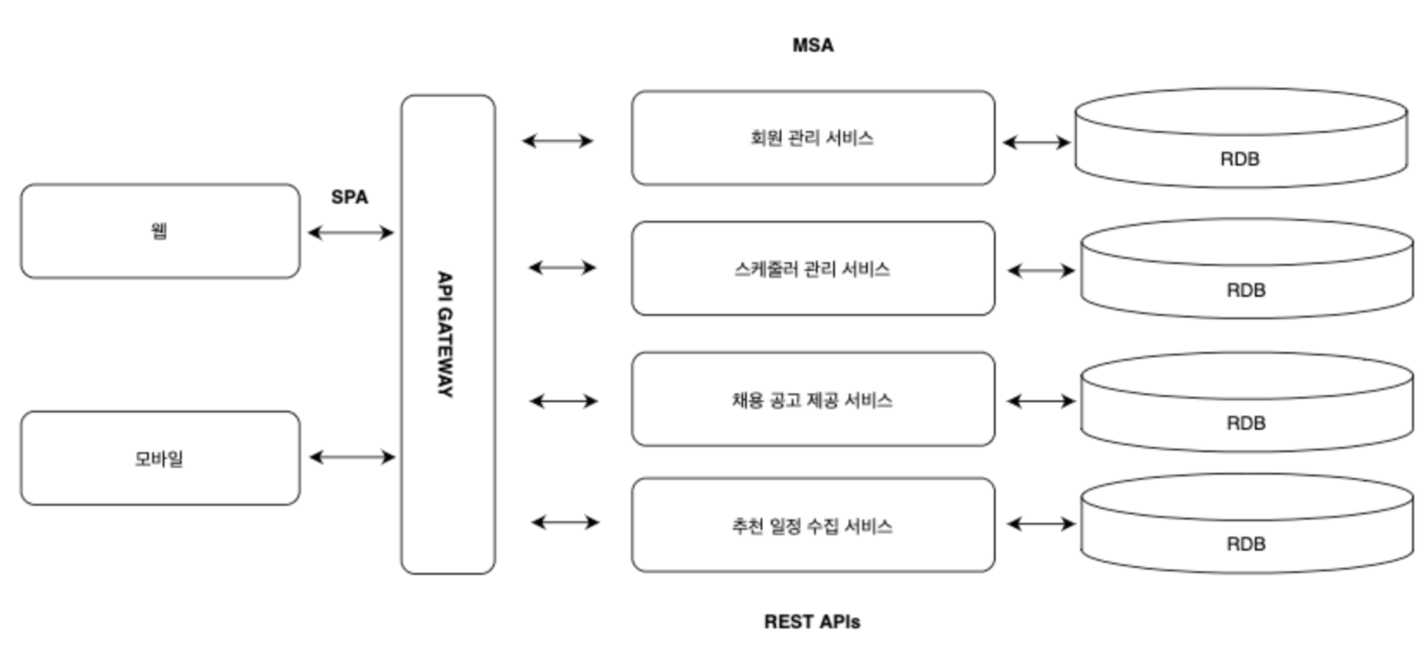 MSA
SPA
웹
모바일
API GATEWAY
회원 관리 서비스
RDB
스케줄러 관리 서비스
RDB
채용 공고 제공 서비스
RDB
추천 일정 수집 서비스
RDB
REST APIs